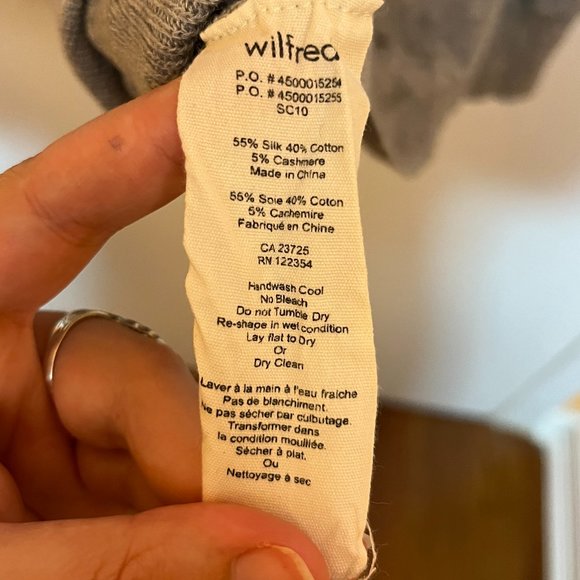 wilfred
P.O. # 4500015254
P.O. # 4500015255
SC10
55% Silk 40% Cotton
5% Cashmere
Made in China
55% Soie 40% Coton
5% Cachemire
Fabriqué en Chine
CA 23725
RN 122354
Handwash Cool
No Bleach
Do not Tumble Dry
Re-shape in wet condition
Lay flat to Dry
Or
Dry Clean
Laver à la main à l'eau fraiche
Pas de blanchiment.
Ne pas sécher par culbutage.
Transformer dans
la condition mouillée.
Sécher à plat.
Ou
Nettoyage à sec